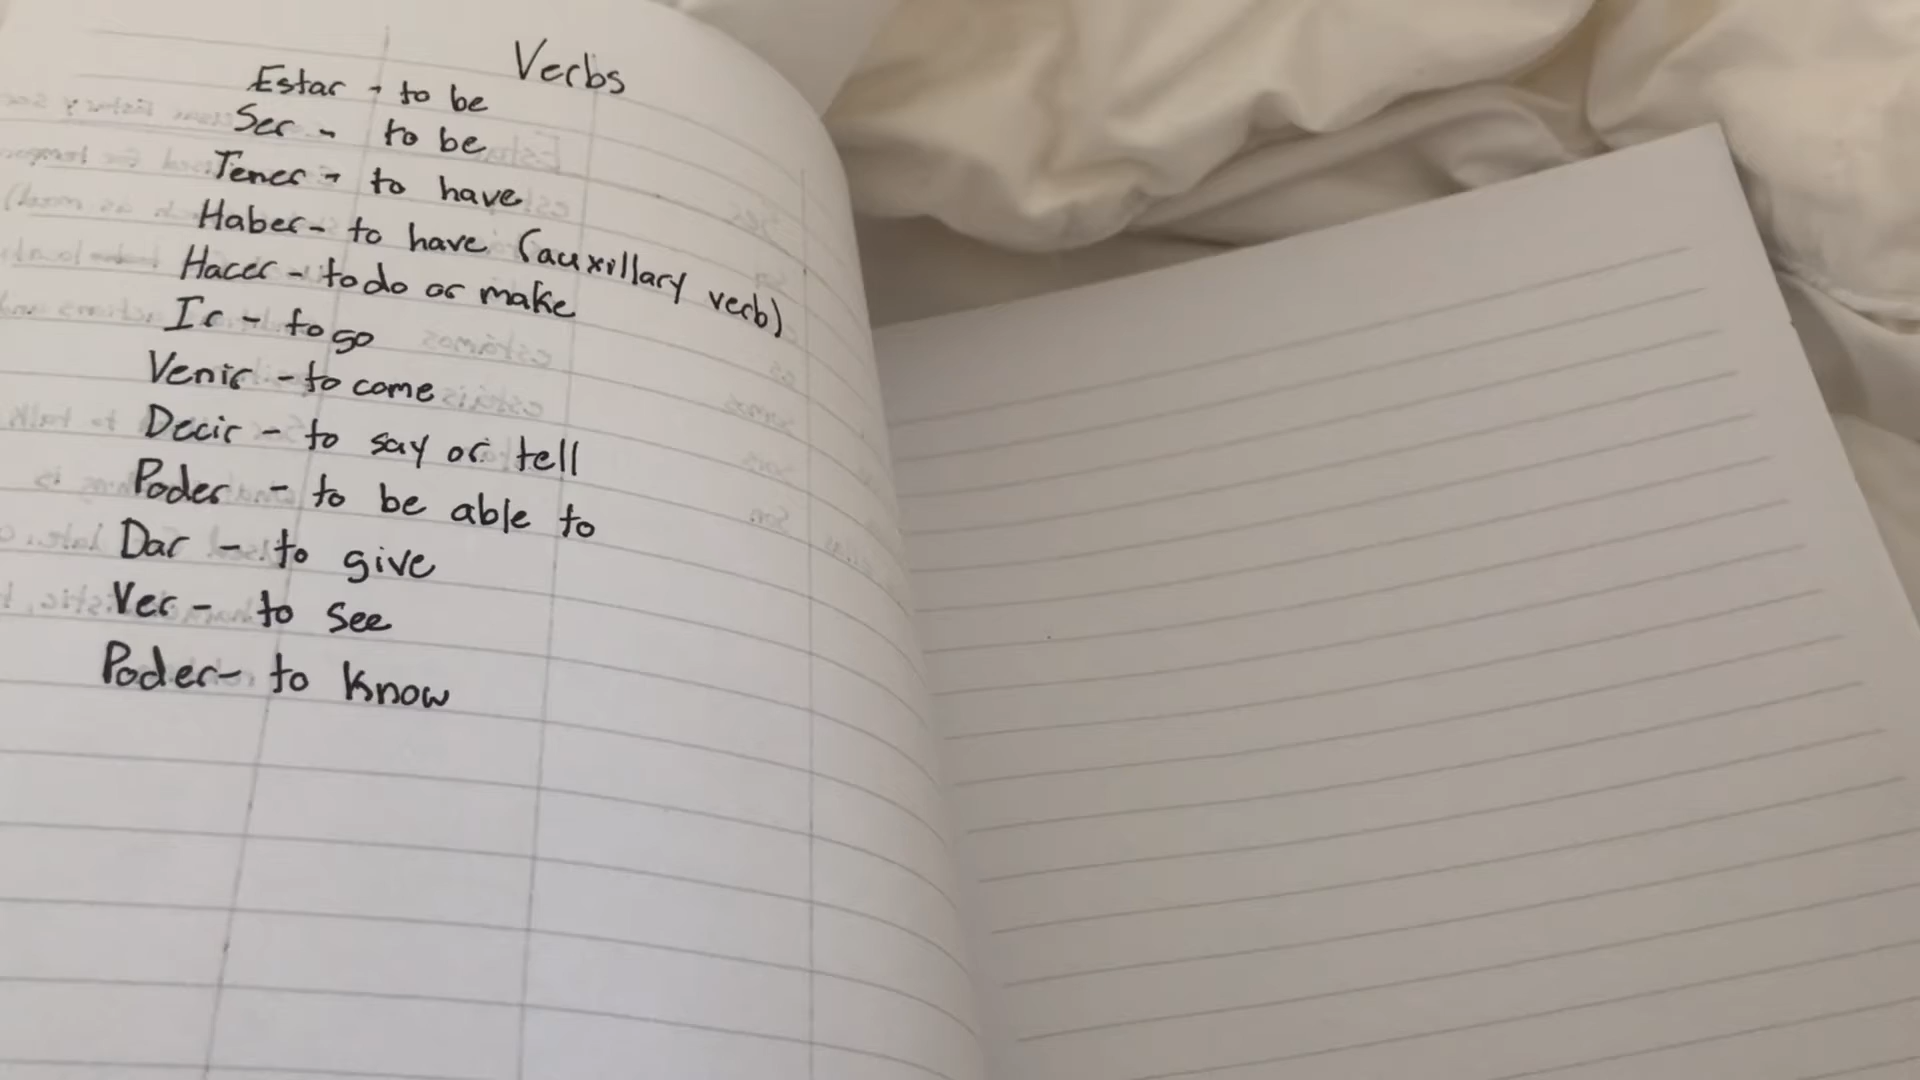 Verbs
Estar - to be
Ser - to be
Tener - to have
Haber - to have (auxillary verb)
Hacer - to do or make
Ir - to go
Venir - to come
Decir - to say or tell
Poder - to be able to
Dar - to give
Ver - to see
Poder - to know